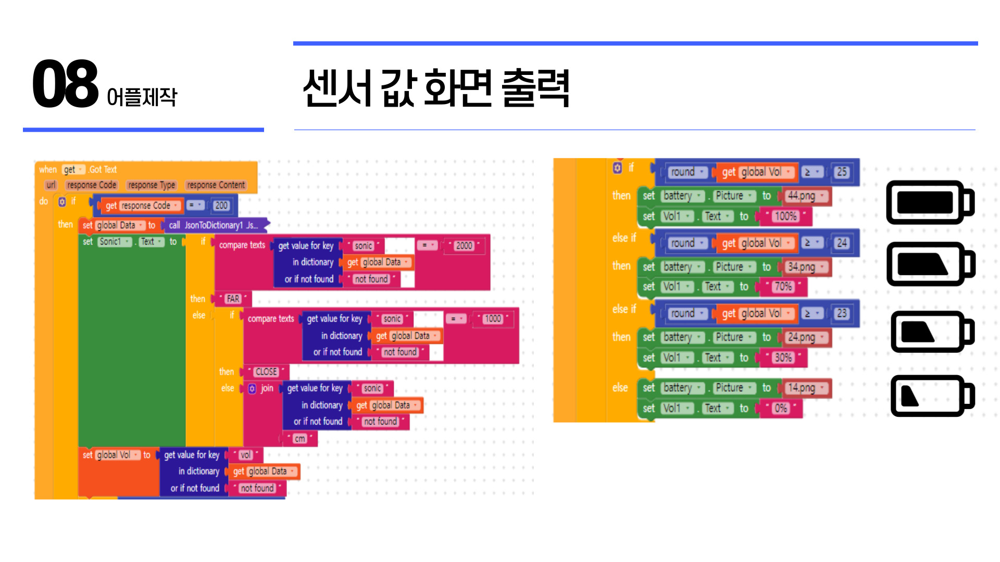 08 어플제작
센서 값 화면 출력
when get .Got Text
url response Code response Type response Content
do if get response Code = 200
then set global Data to call JsonToDictionary1 .Js...
set Sonic1 . Text to if compare texts get value for key " sonic " = " 2000 "
in dictionary get global Data
or if not found " not found "
then " FAR "
else if compare texts get value for key " sonic " = " 1000 "
in dictionary get global Data
or if not found " not found "
then " CLOSE "
else join get value for key " sonic "
in dictionary get global Data
or if not found " not found "
" cm "
set global Vol to get value for key " vol "
in dictionary get global Data
or if not found " not found "
if round get global Vol ≥ 25
then set battery . Picture to 44.png
set Vol1 . Text to " 100% "
else if round get global Vol ≥ 24
then set battery . Picture to 34.png
set Vol1 . Text to " 70% "
else if round get global Vol ≥ 23
then set battery . Picture to 24.png
set Vol1 . Text to " 30% "
else set battery . Picture to 14.png
set Vol1 . Text to " 0% "